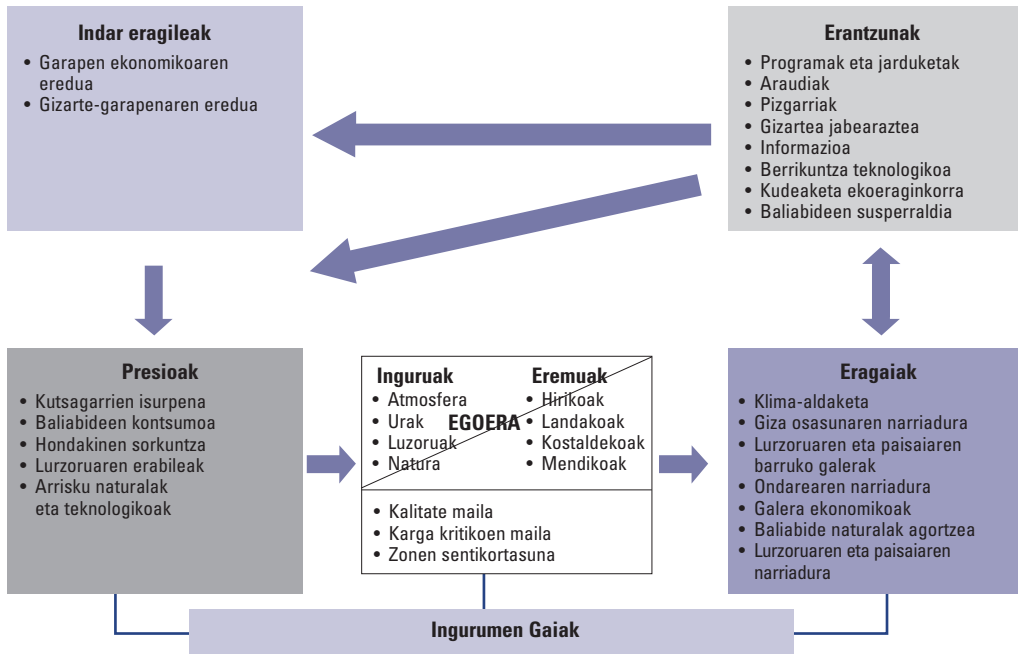 Indar eragileak
• Garapen ekonomikoaren
eredua
• Gizarte-garapenaren eredua
Erantzunak
• Programak eta jarduketak
• Araudiak
• Pizgarriak
• Gizartea jabearaztea
• Informazioa
• Berrikuntza teknologikoa
• Kudeaketa ekoeraginkorra
• Baliabideen susperraldia
Presioak
• Kutsagarrien isurpena
• Baliabideen kontsumoa
• Hondakinen sorkuntza
• Lurzoruaren erabileak
• Arrisku naturalak
eta teknologikoak
Inguruak
• Atmosfera
• Urak
• Luzoruak
• Natura
EGOERA
Eremuak
• Hirikoak
• Landakoak
• Kostaldekoak
• Mendikoak
• Kalitate maila
• Karga kritikoen maila
• Zonen sentikortasuna
Eragaiak
• Klima-aldaketa
• Giza osasunaren narriadura
• Lurzoruaren eta paisaiaren
barruko galerak
• Ondarearen narriadura
• Galera ekonomikoak
• Baliabide naturalak agortzea
• Lurzoruaren eta paisaiaren
narriadura
Ingurumen Gaiak